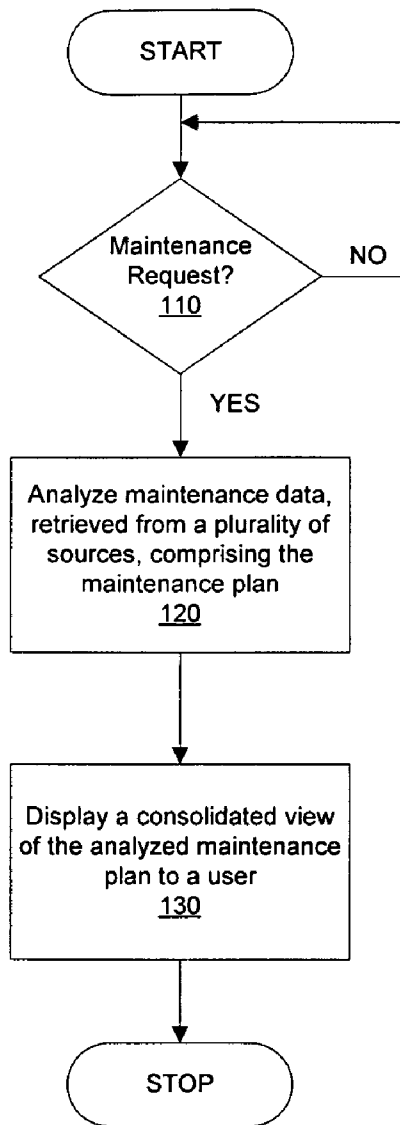 START
Maintenance
Request?
110
NO
YES
Analyze maintenance data,
retrieved from a plurality of
sources, comprising the
maintenance plan
120
Display a consolidated view
of the analyzed maintenance
plan to a user
130
STOP